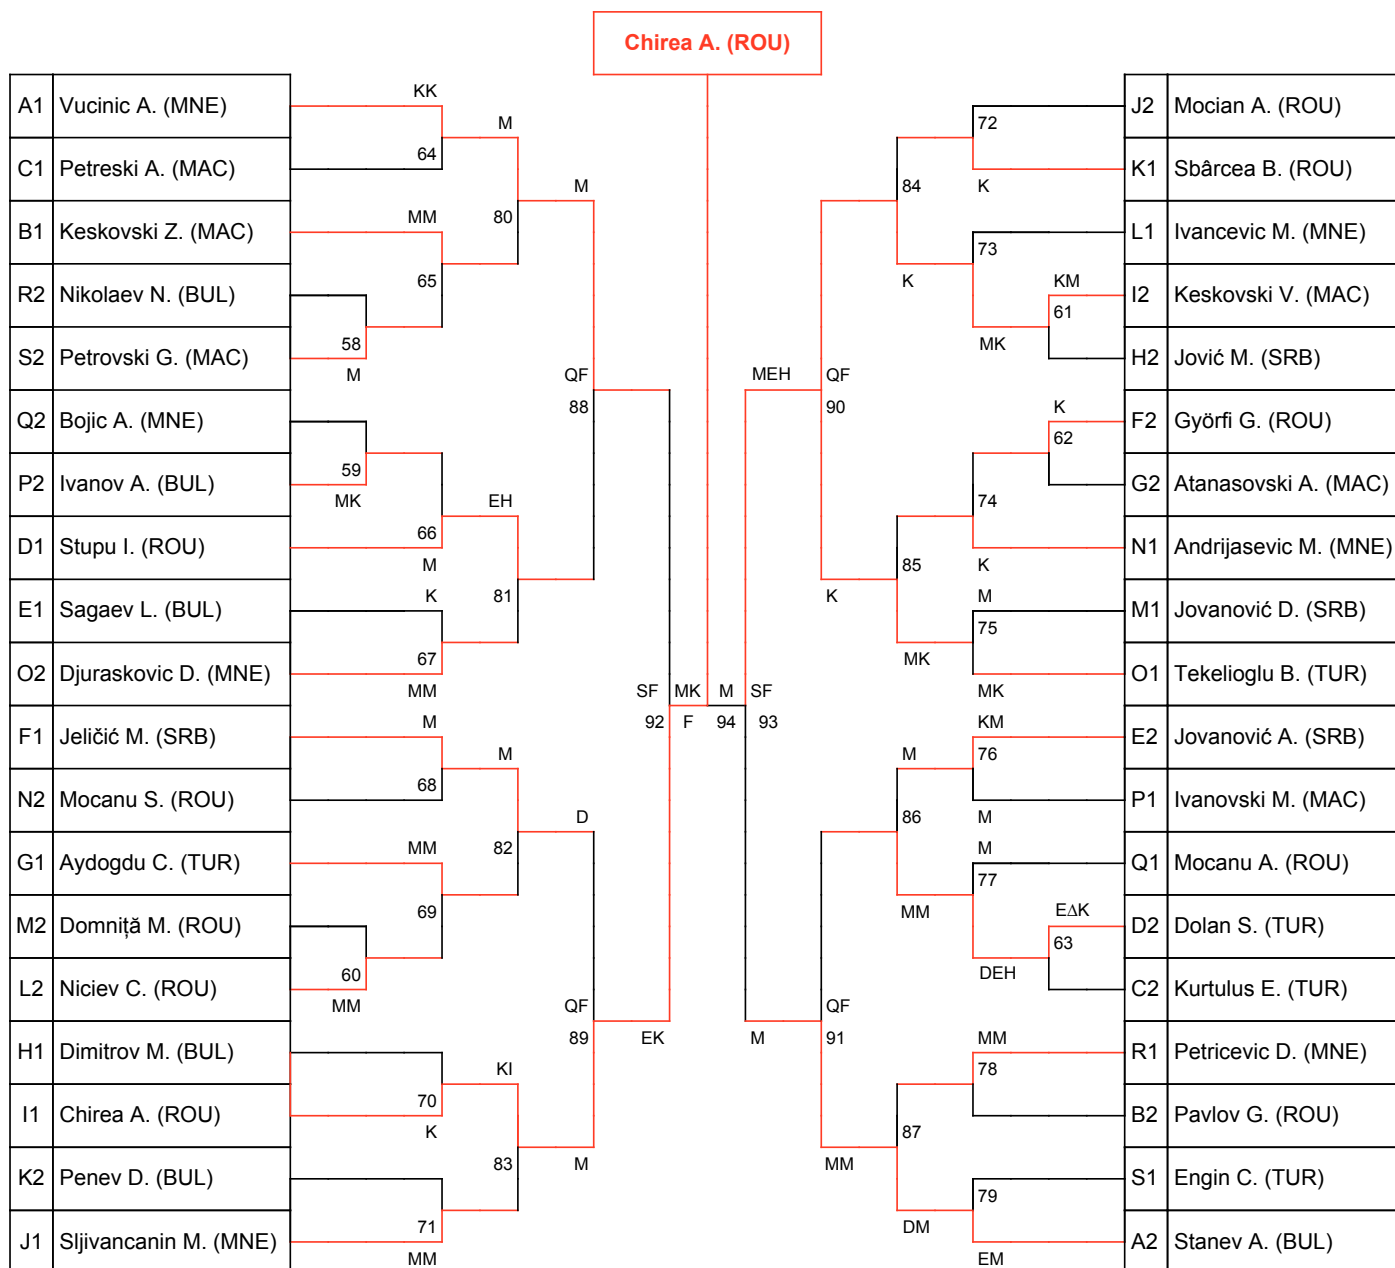 Chirea A. (ROU)
A1 Vucinic A. (MNE)
C1 Petreski A. (MAC)
B1 Keskovski Z. (MAC)
R2 Nikolaev N. (BUL)
S2 Petrovski G. (MAC)
Q2 Bojic A. (MNE)
P2 Ivanov A. (BUL)
D1 Stupu I. (ROU)
E1 Sagaev L. (BUL)
O2 Djuraskovic D. (MNE)
F1 Jeličić M. (SRB)
N2 Mocanu S. (ROU)
G1 Aydogdu C. (TUR)
M2 Domniță M. (ROU)
L2 Niciev C. (ROU)
H1 Dimitrov M. (BUL)
I1 Chirea A. (ROU)
K2 Penev D. (BUL)
J1 Sljivancanin M. (MNE)
58
M
59
MK
60
MM
KK
64
MM
65
66
M
K
67
MM
M
68
MM
69
70
K
71
MM
M
80
EH
81
M
82
KI
83
M
QF
88
D
QF
89
M
SF
92
EK
MK
F
M
94
SF
93
MEH
M
QF
90
K
QF
91
MM
84
K
85
MK
M
86
MM
87
DM
72
K
73
MK
74
K
M
75
MK
KM
76
M
M
77
DEH
MM
78
79
EM
KM
61
K
62
E∆K
63
J2 Mocian A. (ROU)
K1 Sbârcea B. (ROU)
L1 Ivancevic M. (MNE)
I2 Keskovski V. (MAC)
H2 Jović M. (SRB)
F2 Györfi G. (ROU)
G2 Atanasovski A. (MAC)
N1 Andrijasevic M. (MNE)
M1 Jovanović D. (SRB)
O1 Tekelioglu B. (TUR)
E2 Jovanović A. (SRB)
P1 Ivanovski M. (MAC)
Q1 Mocanu A. (ROU)
D2 Dolan S. (TUR)
C2 Kurtulus E. (TUR)
R1 Petricevic D. (MNE)
B2 Pavlov G. (ROU)
S1 Engin C. (TUR)
A2 Stanev A. (BUL)